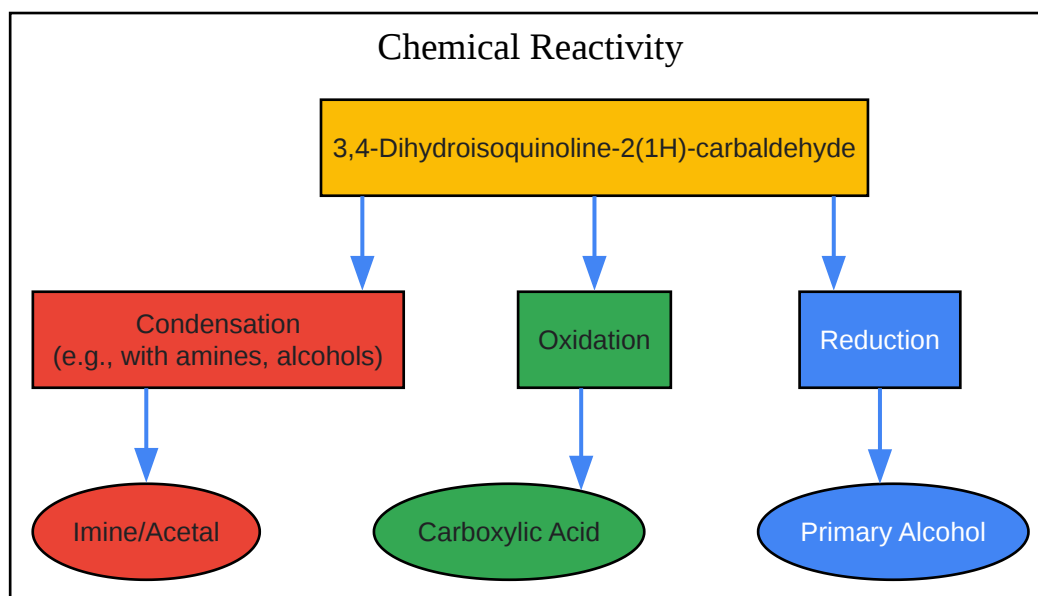 Chemical Reactivity
3,4-Dihydroisoquinoline-2(1H)-carbaldehyde
Condensation
(e.g., with amines, alcohols)
Oxidation
Reduction
Imine/Acetal
Carboxylic Acid
Primary Alcohol